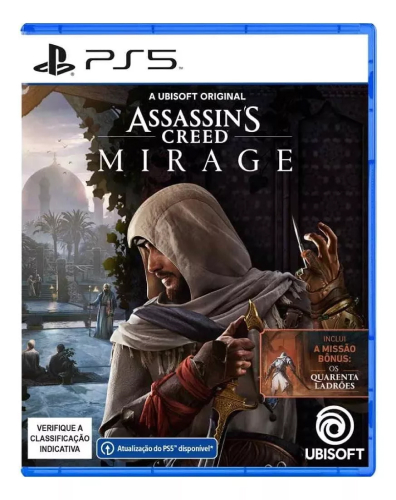 PS5
A UBISOFT ORIGINAL
ASSASSIN'S
CREED
MIRAGE
INCLUI
A MISSÃO
BÔNUS:
OS
QUARENTA
LADRÕES
VERIFIQUE A
CLASSIFICAÇÃO
INDICATIVA
Atualização do PS5™ disponível*
UBISOFT